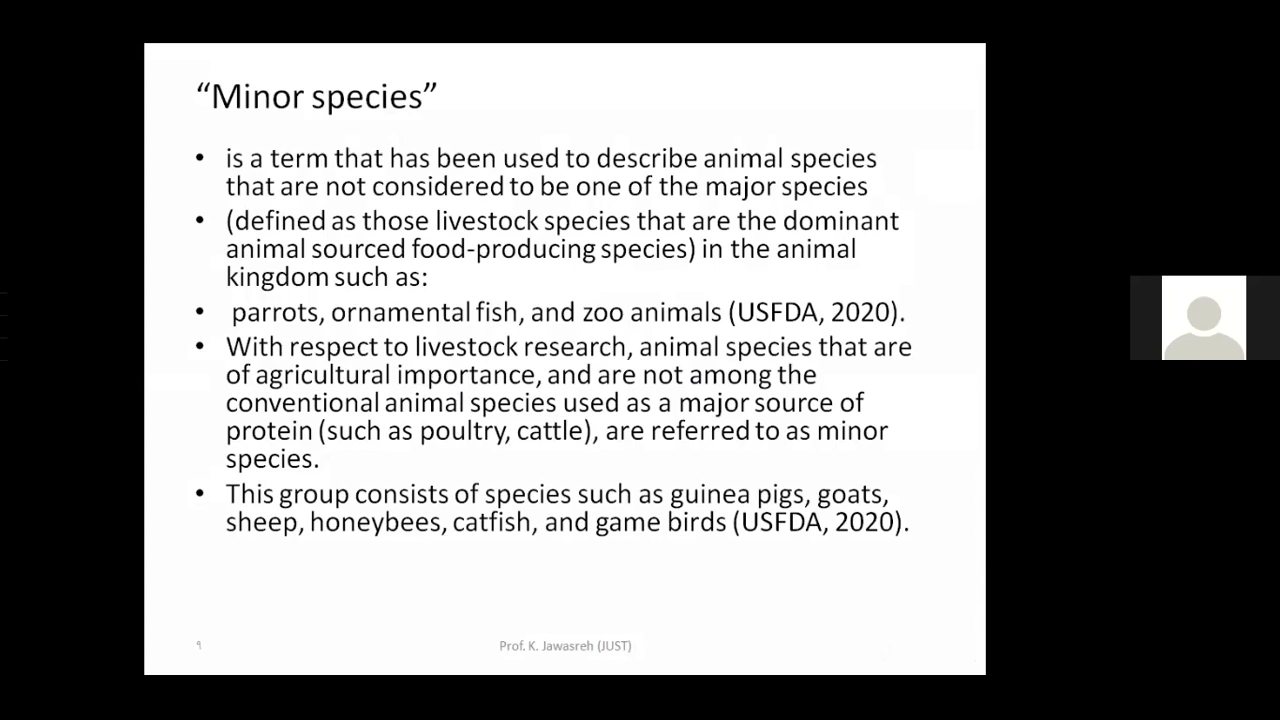 “Minor species”
• is a term that has been used to describe animal species
that are not considered to be one of the major species
• (defined as those livestock species that are the dominant
animal sourced food-producing species) in the animal
kingdom such as:
• parrots, ornamental fish, and zoo animals (USFDA, 2020).
• With respect to livestock research, animal species that are
of agricultural importance, and are not among the
conventional animal species used as a major source of
protein (such as poultry, cattle), are referred to as minor
species.
• This group consists of species such as guinea pigs, goats,
sheep, honeybees, catfish, and game birds (USFDA, 2020).
٩
Prof. K. Jawasreh (JUST)